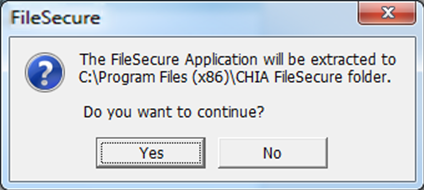 FileSecure
The FileSecure Application will be extracted to
C:\Program Files (x86)\CHIA FileSecure folder.
Do you want to continue?
Yes
No